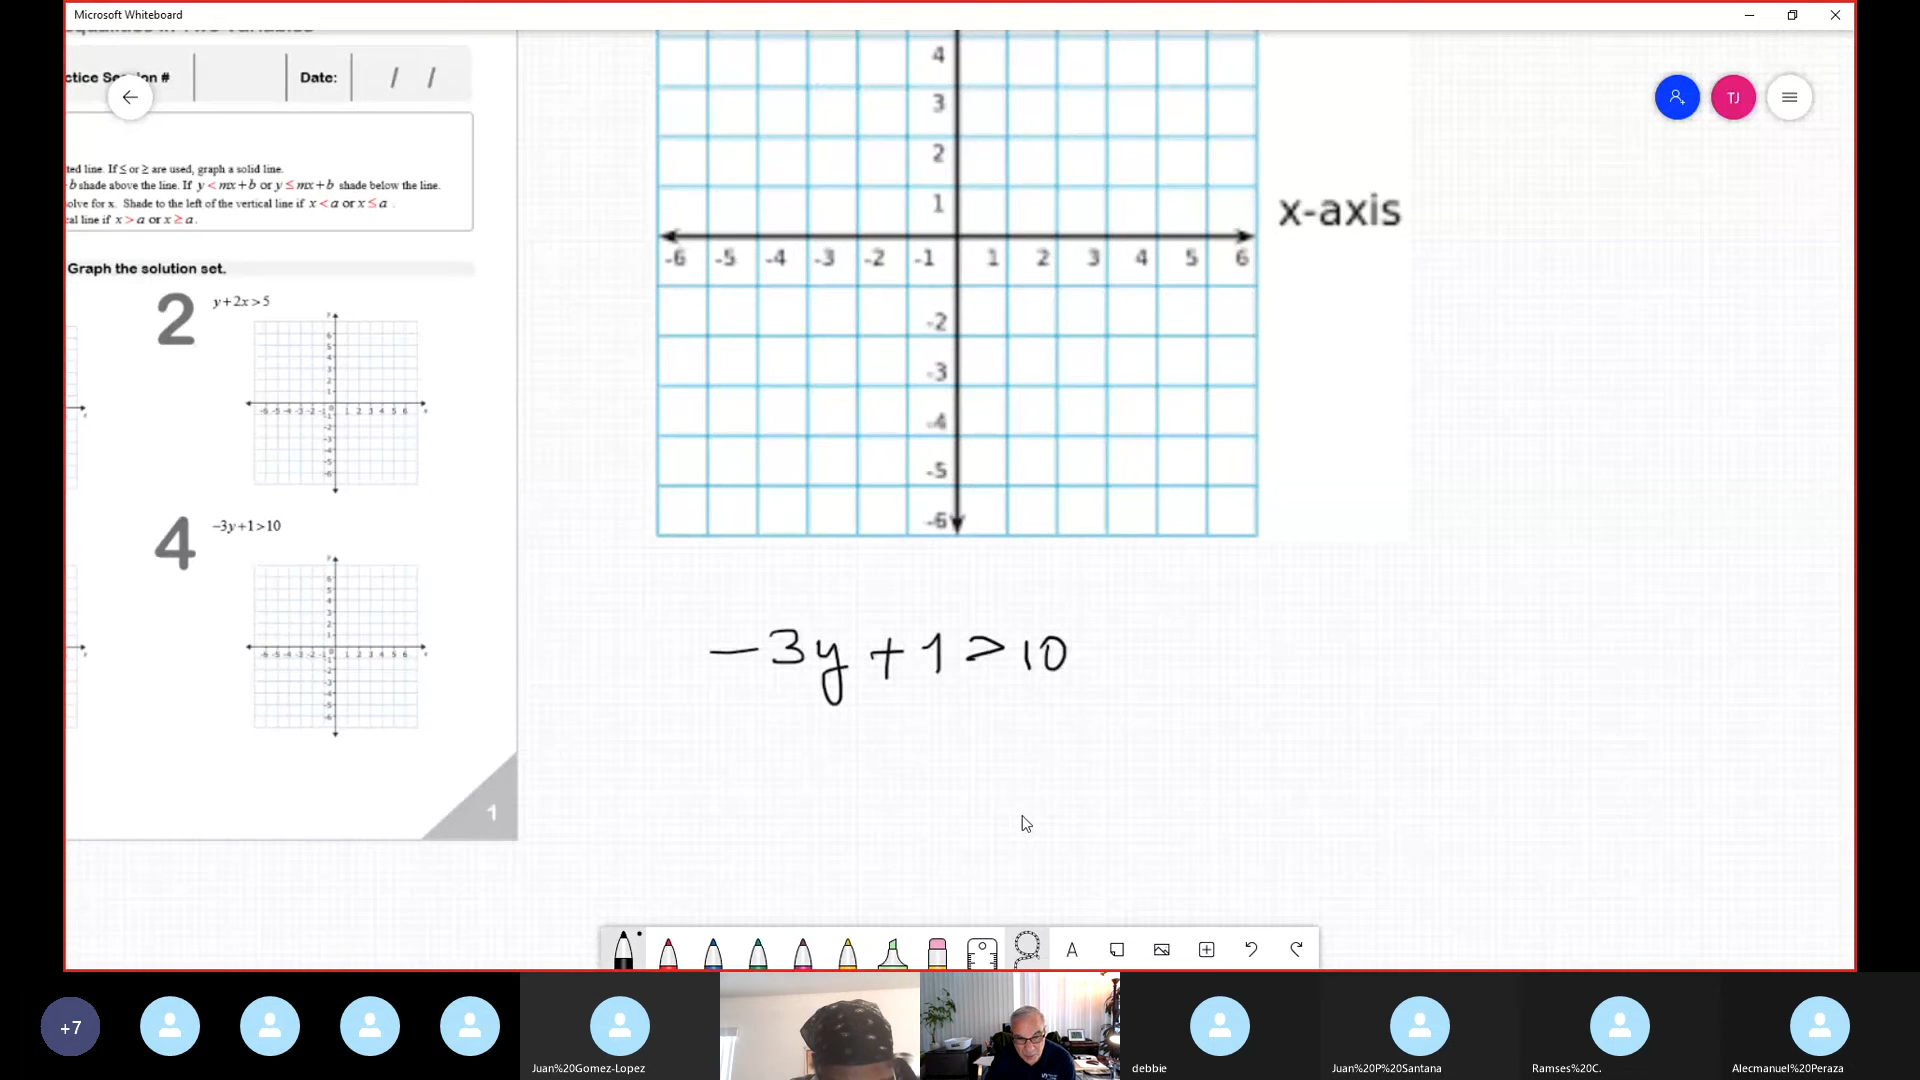 Microsoft Whiteboard
Date: / /
ted line. If ≤ or ≥ are used, graph a solid line.
b shade above the line. If y < mx+b or y ≤ mx+b shade below the line.
olve for x. Shade to the left of the vertical line if x < a or x ≤ a .
al line if x > a or x ≥ a.
Graph the solution set.
2 y+2x>5
4 −3y+1>10
1
4
3
2
1
x-axis
-6 -5 -4 -3 -2 -1 1 2 3 4 5 6
-2
-3
-4
-5
-6
−3y + 1 > 10
TJ
A
+7
Juan%20Gomez-Lopez
debbie
Juan%20P%20Santana
Ramses%20C.
Alecmanuel%20Peraza